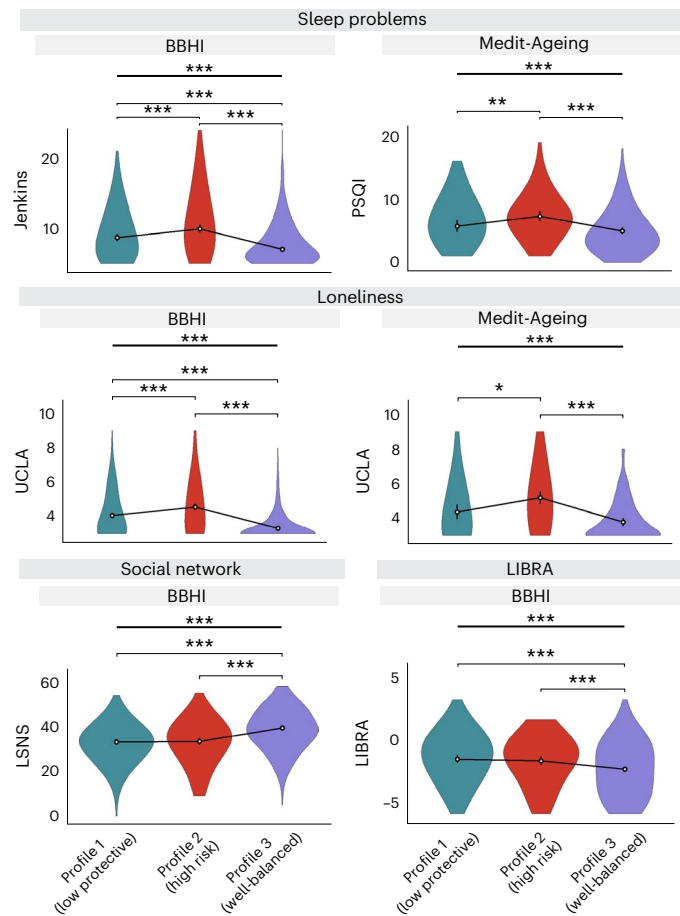 Sleep problems
BBHI
Medit-Ageing
***
***
***
***
***
**
***
Jenkins
20
10
PSQI
20
10
0
Loneliness
BBHI
Medit-Ageing
***
***
***
***
***
*
***
UCLA
10
8
6
4
UCLA
10
8
6
4
Social network
LIBRA
BBHI
BBHI
***
***
***
***
***
***
LSNS
60
40
20
0
LIBRA
5
0
−5
Profile 1
(low protective)
Profile 2
(high risk)
Profile 3
(well-balanced)
Profile 1
(low protective)
Profile 2
(high risk)
Profile 3
(well-balanced)